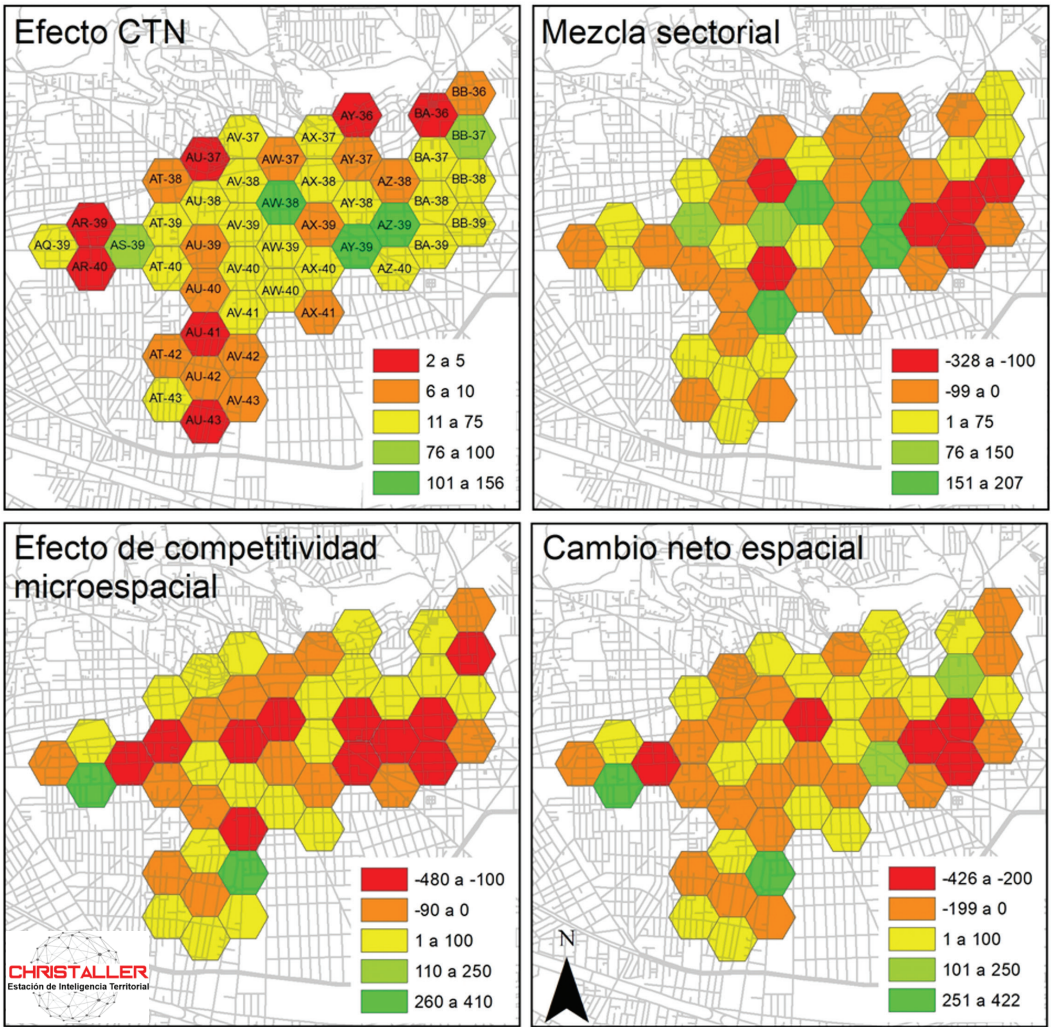 Efecto CTN
BB-36
AY-36
BA-36
BB-37
AV-37
AX-37
AU-37
AW-37
AY-37
BA-37
AT-38
AV-38
AX-38
AZ-38
BB-38
AU-38
AW-38
AY-38
BA-38
AR-39
AT-39
AV-39
AX-39
AZ-39
BB-39
AQ-39
AS-39
AU-39
AW-39
AY-39
BA-39
AR-40
AT-40
AV-40
AX-40
AZ-40
AU-40
AW-40
AV-41
AX-41
AU-41
AT-42
AV-42
AU-42
AT-43
AV-43
AU-43
2 a 5
6 a 10
11 a 75
76 a 100
101 a 156
Mezcla sectorial
-328 a -100
-99 a 0
1 a 75
76 a 150
151 a 207
Efecto de competitividad
microespacial
-480 a -100
-90 a 0
1 a 100
110 a 250
260 a 410
CHRISTALLER
Estación de Inteligencia Territorial
Cambio neto espacial
-426 a -200
-199 a 0
1 a 100
101 a 250
251 a 422
N